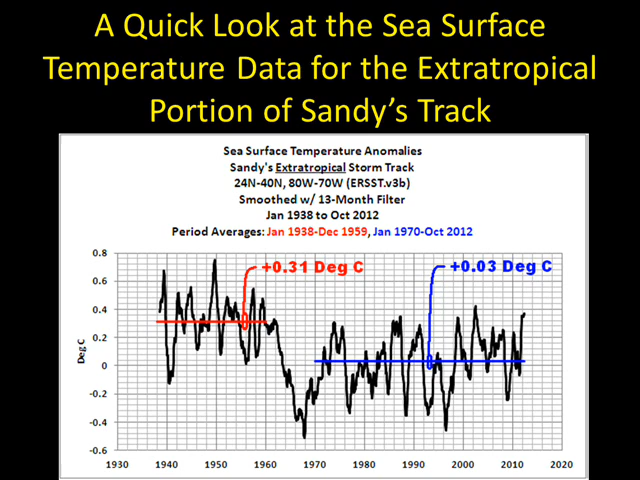 A Quick Look at the Sea Surface
Temperature Data for the Extratropical
Portion of Sandy's Track
Sea Surface Temperature Anomalies
Sandy's Extratropical Storm Track
24N-40N, 80W-70W (ERSST.v3b)
Smoothed w/ 13-Month Filter
Jan 1938 to Oct 2012
Period Averages: Jan 1938-Dec 1959, Jan 1970-Oct 2012
+0.31 Deg C
+0.03 Deg C
Deg C
0.8
0.6
0.4
0.2
0
-0.2
-0.4
-0.6
1930 1940 1950 1960 1970 1980 1990 2000 2010 2020